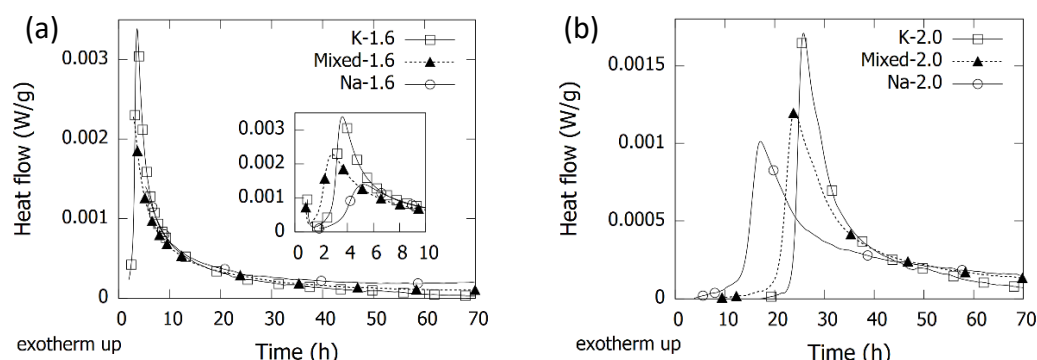 (a)
K-1.6
Mixed-1.6
Na-1.6
Heat flow (W/g)
0.003
0.002
0.001
0
0.003
0.002
0.001
0
0 2 4 6 8 10
0 10 20 30 40 50 60 70
exotherm up
Time (h)
(b)
K-2.0
Mixed-2.0
Na-2.0
Heat flow (W/g)
0.0015
0.001
0.0005
0
0 10 20 30 40 50 60 70
exotherm up
Time (h)